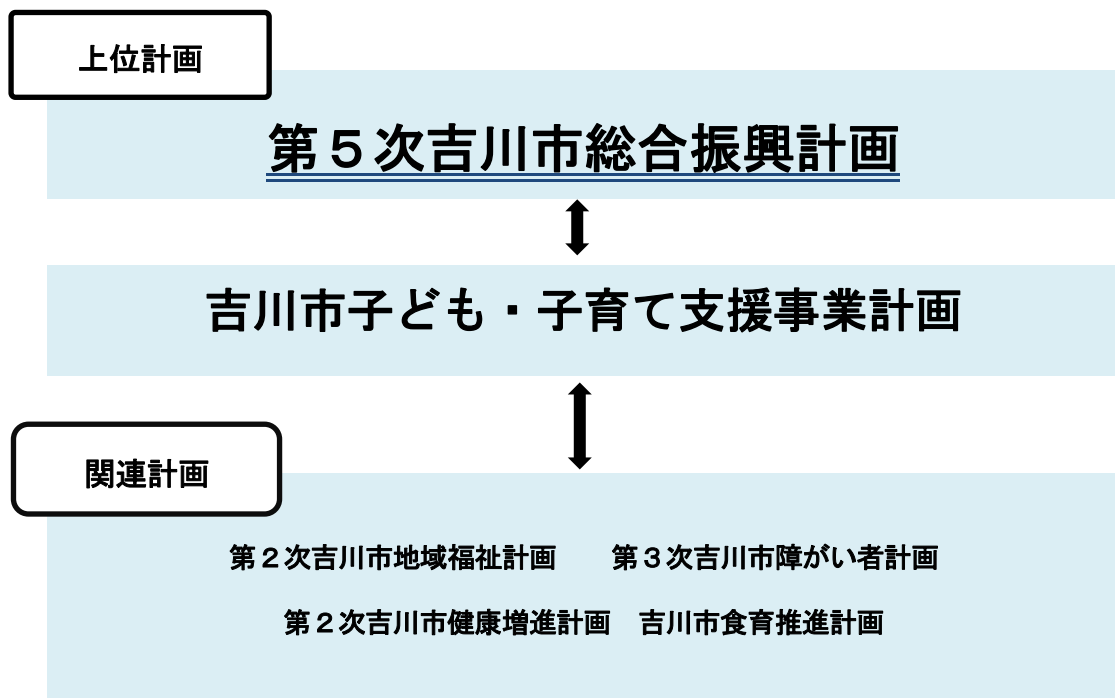 上位計画
第５次吉川市総合振興計画
吉川市子ども・子育て支援事業計画
関連計画
第２次吉川市地域福祉計画　　第３次吉川市障がい者計画
第２次吉川市健康増進計画　吉川市食育推進計画